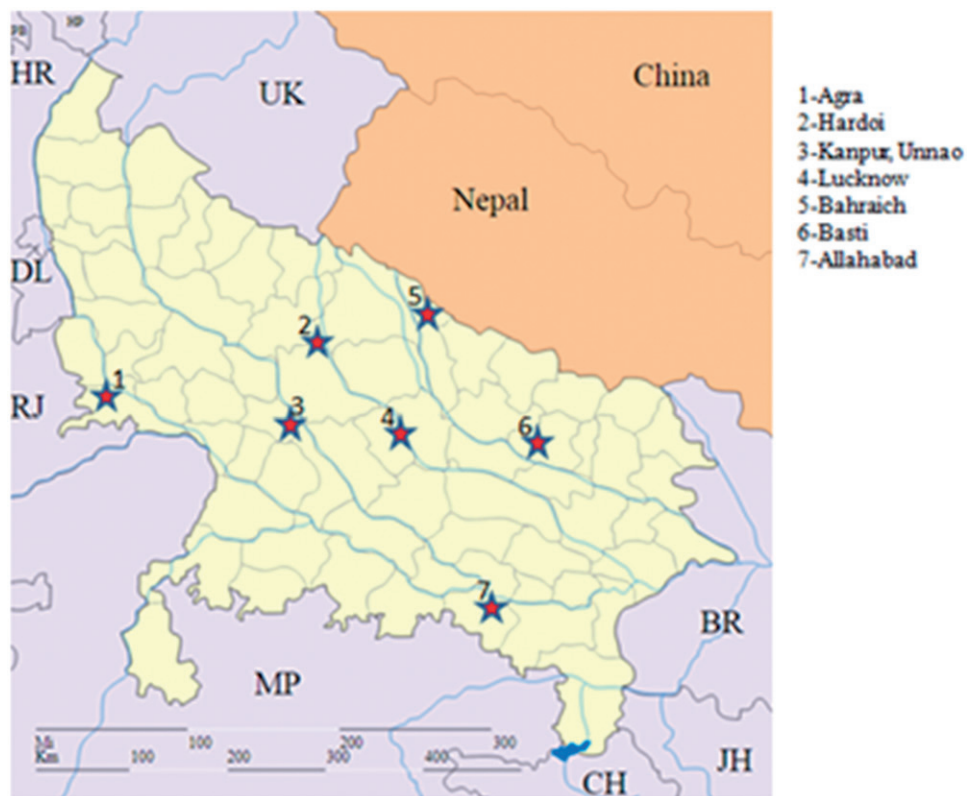 PB
HP
HR
UK
China
Nepal
DL
RJ
1
2
3
4
5
6
7
MP
BR
JH
CH
Mi 100 200 300
Km 100 200 300 400
1-Agra
2-Hardoi
3-Kanpur, Unnao
4-Lucknow
5-Bahraich
6-Basti
7-Allahabad